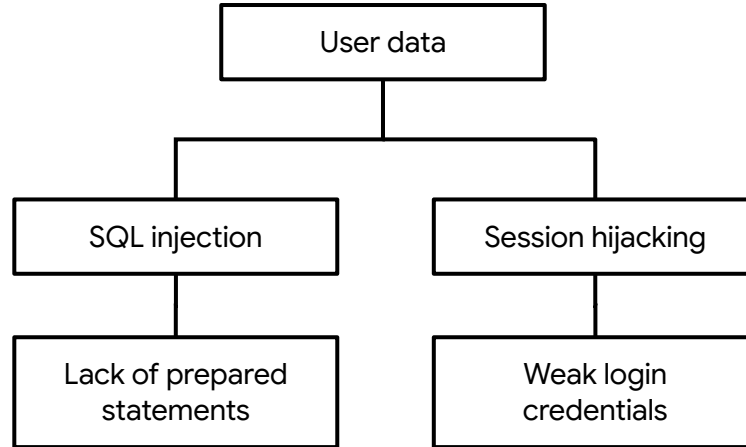 User data
SQL injection
Session hijacking
Lack of prepared
statements
Weak login
credentials